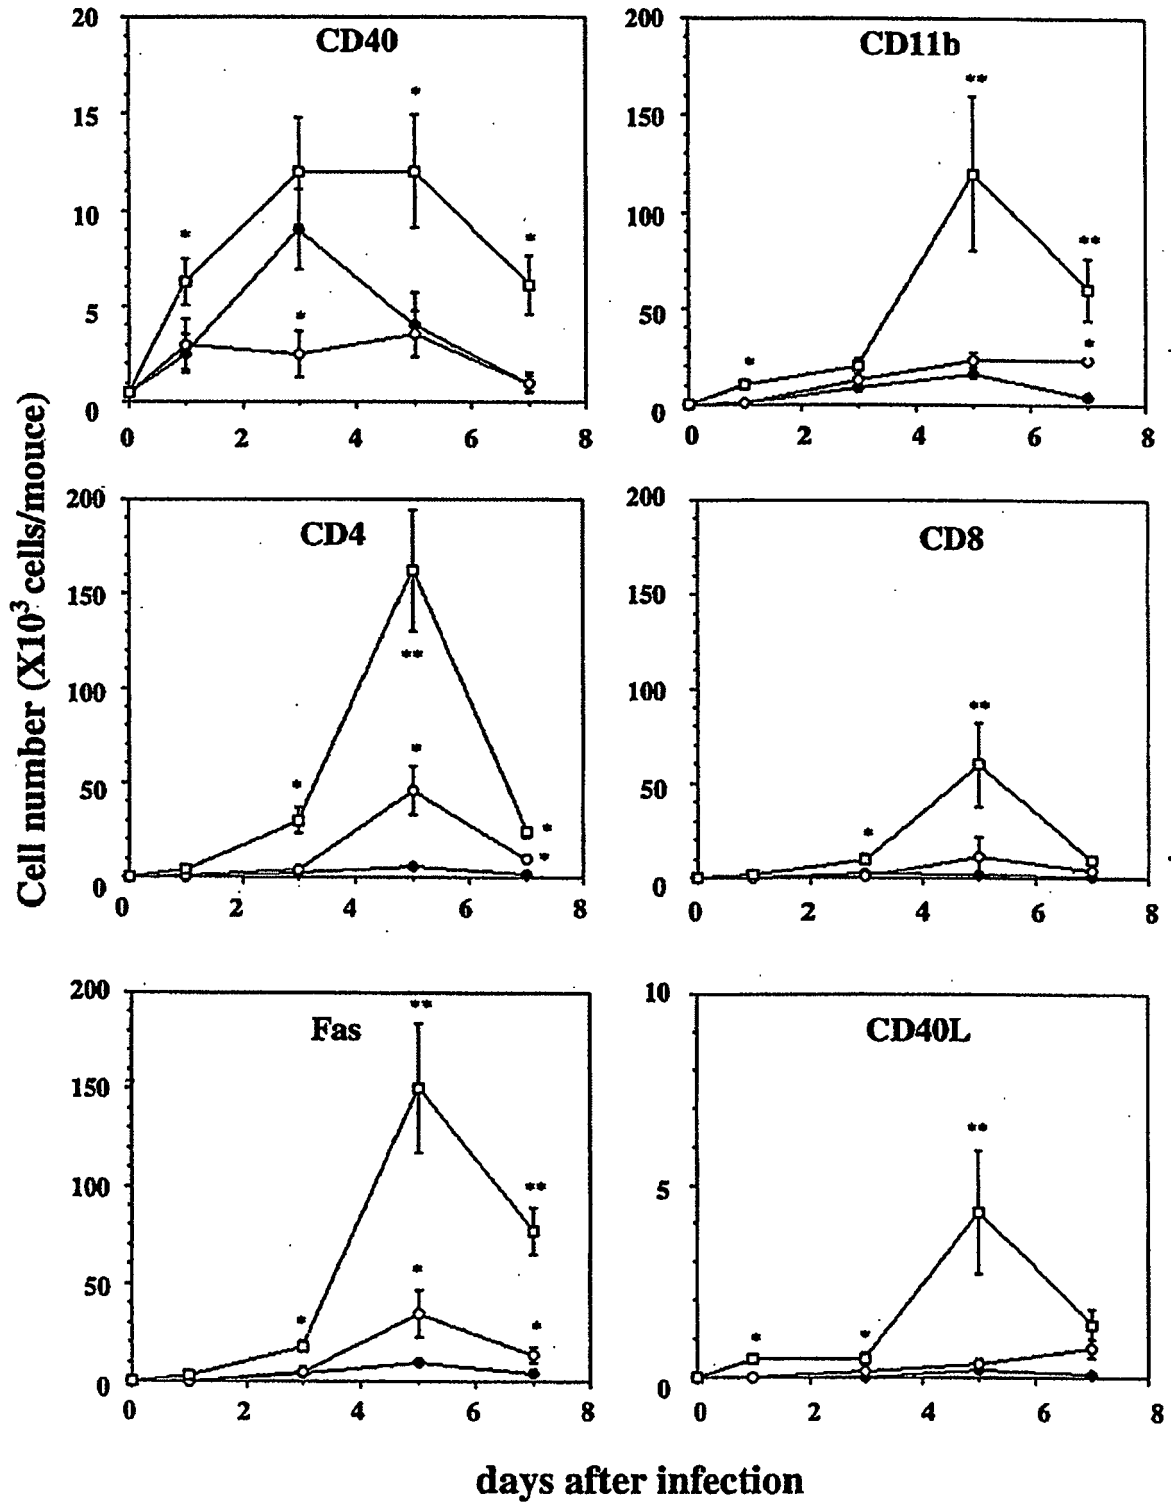 Cell number (X10³ cells/mouce)
CD40
20
15
10
5
0
0 2 4 6 8
* * * *
CD11b
200
150
100
50
0
0 2 4 6 8
* ** ** *
CD4
200
150
100
50
0
0 2 4 6 8
* ** * * *
CD8
200
150
100
50
0
0 2 4 6 8
* **
Fas
200
150
100
50
0
0 2 4 6 8
* ** * ** *
CD40L
10
5
0
0 2 4 6 8
* * **
days after infection